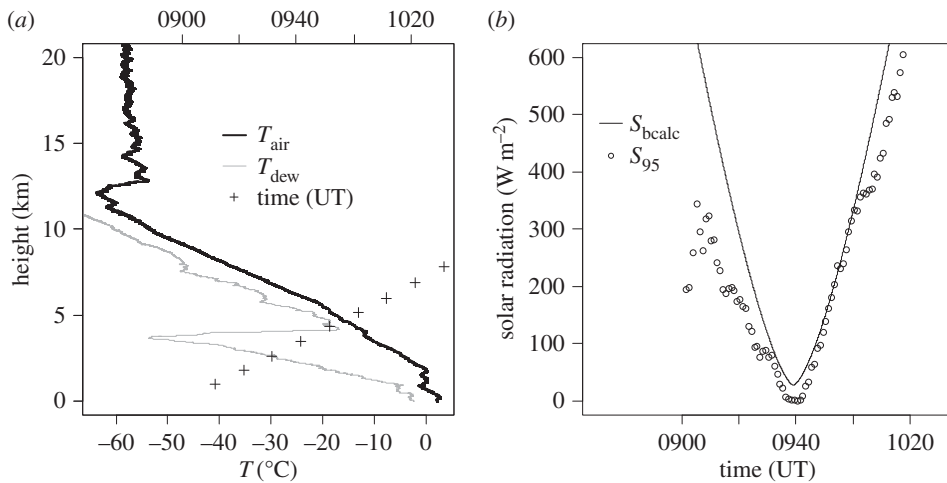 (a)
0900 0940 1020
20
15
10
5
0
height (km)
T_air
T_dew
time (UT)
–60 –50 –40 –30 –20 –10 0
T (°C)
(b)
600
500
400
300
200
100
0
solar radiation (W m⁻²)
S_bcalc
S_95
0900 0940 1020
time (UT)